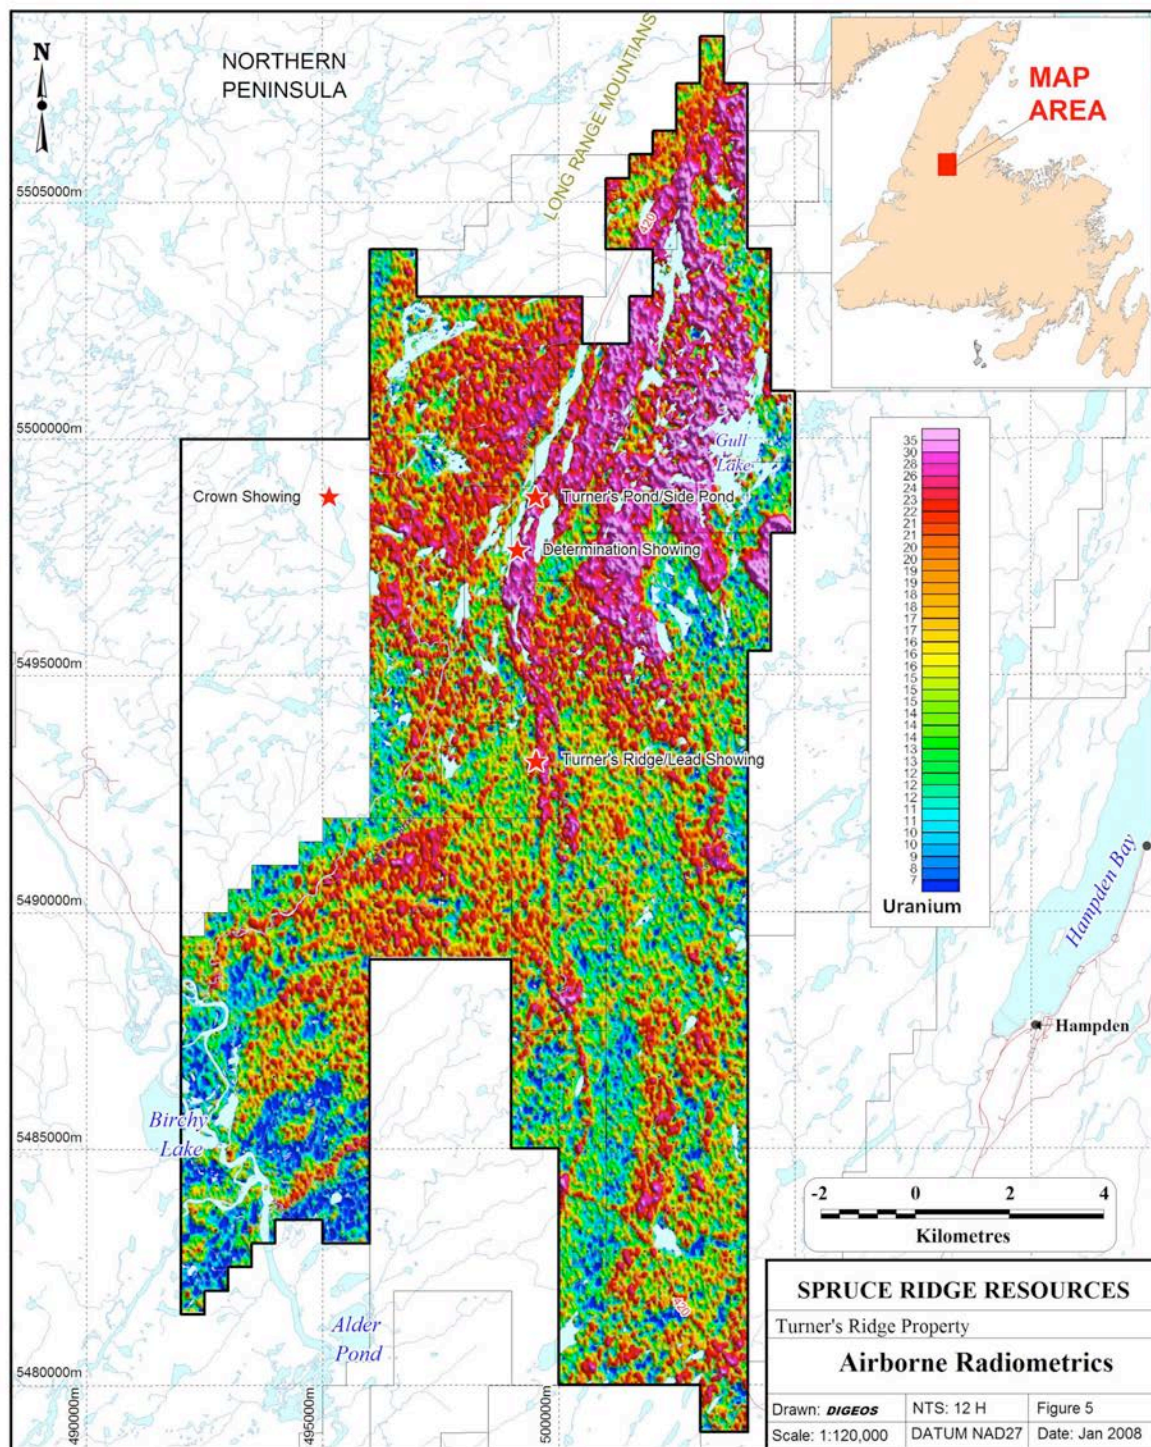 N
NORTHERN
PENINSULA
LONG RANGE MOUNTIANS
MAP
AREA
420
5505000m
5500000m
5495000m
5490000m
5485000m
5480000m
490000m
495000m
500000m
Gull
Lake
Crown Showing
Turner's Pond/Side Pond
Determination Showing
Turner's Ridge/Lead Showing
35
30
28
26
24
23
22
21
20
20
19
19
18
18
17
17
16
16
15
15
14
14
13
13
12
12
12
11
11
10
10
9
8
7
Uranium
Hampden Bay
Hampden
Birchy
Lake
Alder
Pond
420
-2 0 2 4
Kilometres
SPRUCE RIDGE RESOURCES
Turner's Ridge Property
Airborne Radiometrics
Drawn: DIGEOS NTS: 12 H Figure 5
Scale: 1:120,000 DATUM NAD27 Date: Jan 2008